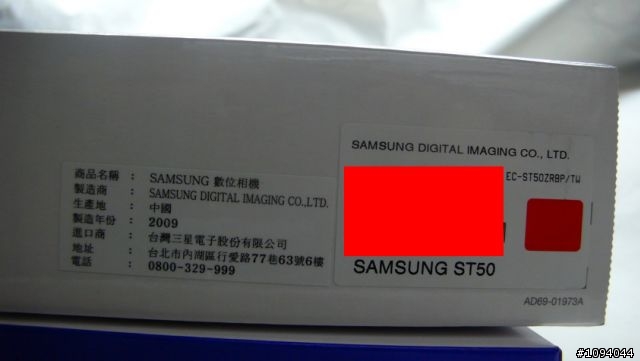 商品名稱 : SAMSUNG 數位相機
製造商 : SAMSUNG DIGITAL IMAGING CO.,LTD.
生產地 : 中國
製造年份 : 2009
進口商 : 台灣三星電子股份有限公司
地址 : 台北市內湖區行愛路77巷63號6樓
電話 : 0800-329-999
SAMSUNG DIGITAL IMAGING CO., LTD.
EC-ST50ZRBP/TW
SAMSUNG ST50
AD69-01973A
#1094044